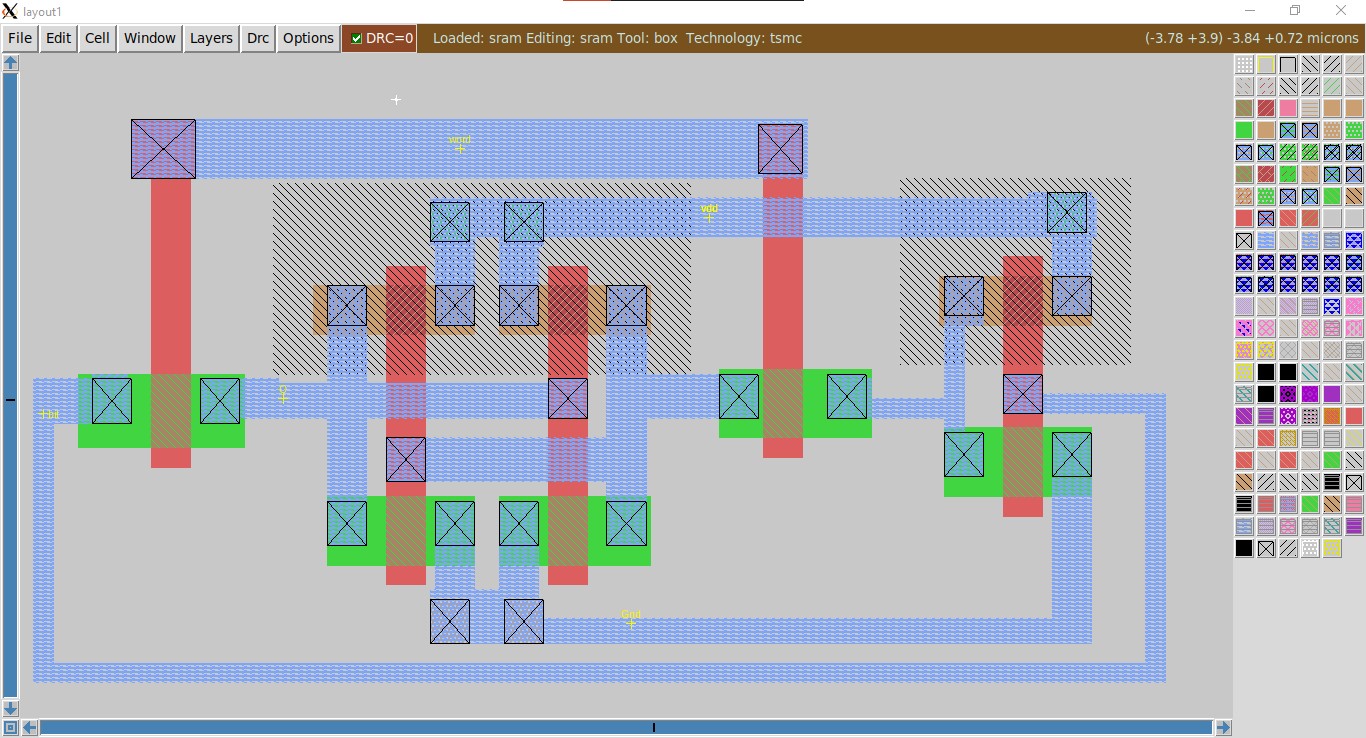 layout1
File Edit Cell Window Layers Drc Options DRC=0 Loaded: sram Editing: sram Tool: box Technology: tsmc (-3.78 +3.9) -3.84 +0.72 microns
word
vdd
bit
Gnd